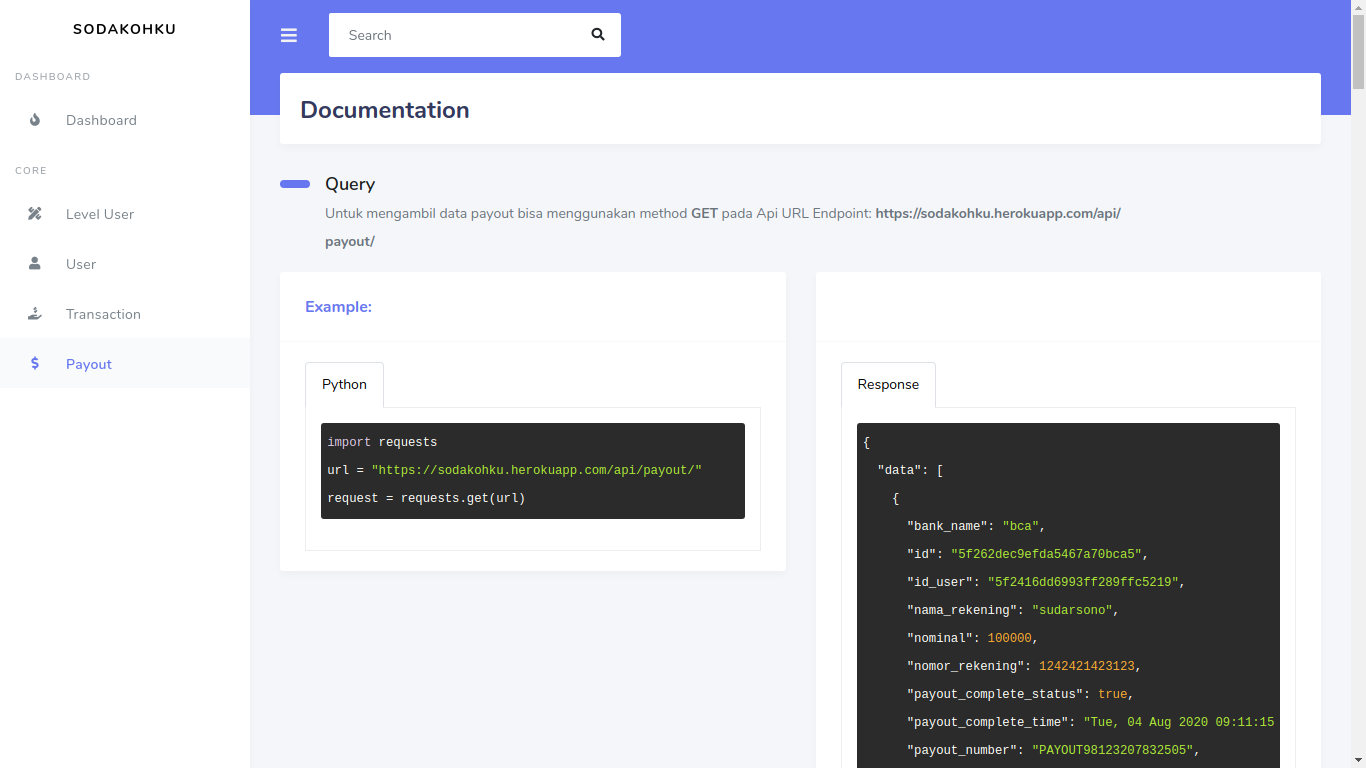 SODAKOHKU
DASHBOARD
Dashboard
CORE
Level User
User
Transaction
Payout
Search
Documentation
Query
Untuk mengambil data payout bisa menggunakan method GET pada Api URL Endpoint: https://sodakohku.herokuapp.com/api/
payout/
Example:
Python
import requests
url = "https://sodakohku.herokuapp.com/api/payout/"
request = requests.get(url)
Response
{
"data": [
{
"bank_name": "bca",
"id": "5f262dec9efda5467a70bca5",
"id_user": "5f2416dd6993ff289ffc5219",
"nama_rekening": "sudarsono",
"nominal": 100000,
"nomor_rekening": 1242421423123,
"payout_complete_status": true,
"payout_complete_time": "Tue, 04 Aug 2020 09:11:15
"payout_number": "PAYOUT98123207832505",